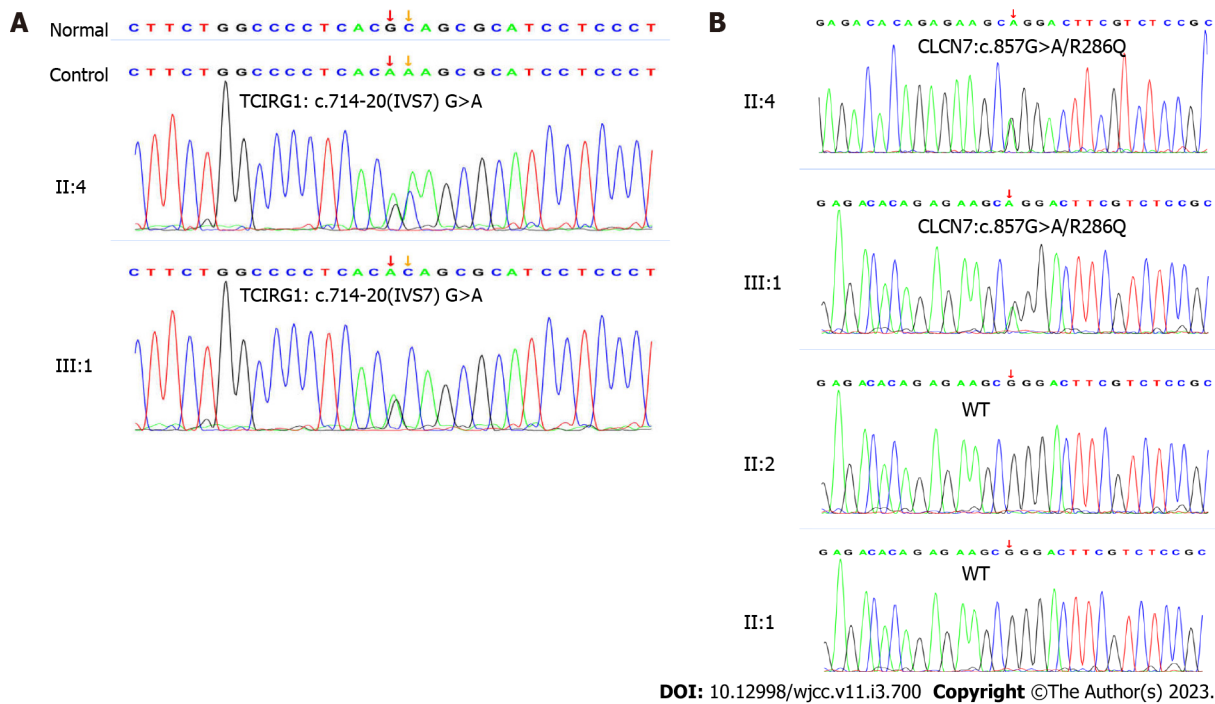 A
Normal
C T T C T G G C C C C T C A C G C A G C G C A T C C T C C C T
Control
C T T C T G G C C C C T C A C A A A G C G C A T C C T C C C T
TCIRG1: c.714-20(IVS7) G>A
II:4
C T T C T G G C C C C T C A C A C A G C G C A T C C T C C C T
TCIRG1: c.714-20(IVS7) G>A
III:1
B
G A G A C A C A G A G A A G C A G G A C T T C G T C T C C G C
CLCN7:c.857G>A/R286Q
II:4
G A G A C A C A G A G A A G C A G G A C T T C G T C T C C G C
CLCN7:c.857G>A/R286Q
III:1
G A G A C A C A G A G A A G C G G G A C T T C G T C T C C G C
WT
II:2
G A G A C A C A G A G A A G C G G G A C T T C G T C T C C G C
WT
II:1
DOI: 10.12998/wjcc.v11.i3.700 Copyright ©The Author(s) 2023.